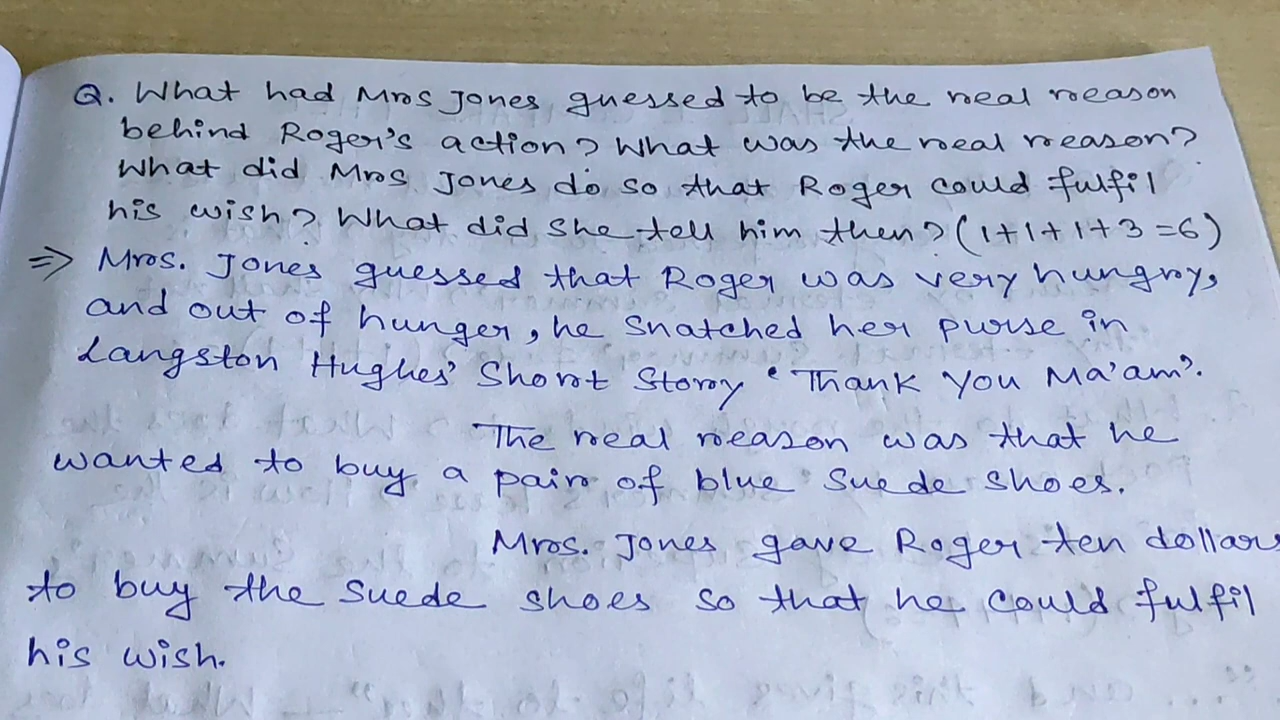 Q. What had Mrs Jones guessed to be the real reason
behind Roger's action? What was the real reason?
What did Mrs Jones do so that Roger could fulfil
his wish? What did she tell him then? (1+1+1+3=6)
⇒ Mrs. Jones guessed that Roger was very hungry,
and out of hunger, he snatched her purse in
Langston Hughes' Short Story 'Thank You Ma'am'.
The real reason was that he
wanted to buy a pair of blue suede shoes.
Mrs. Jones gave Roger ten dollars
to buy the suede shoes so that he could fulfil
his wish.